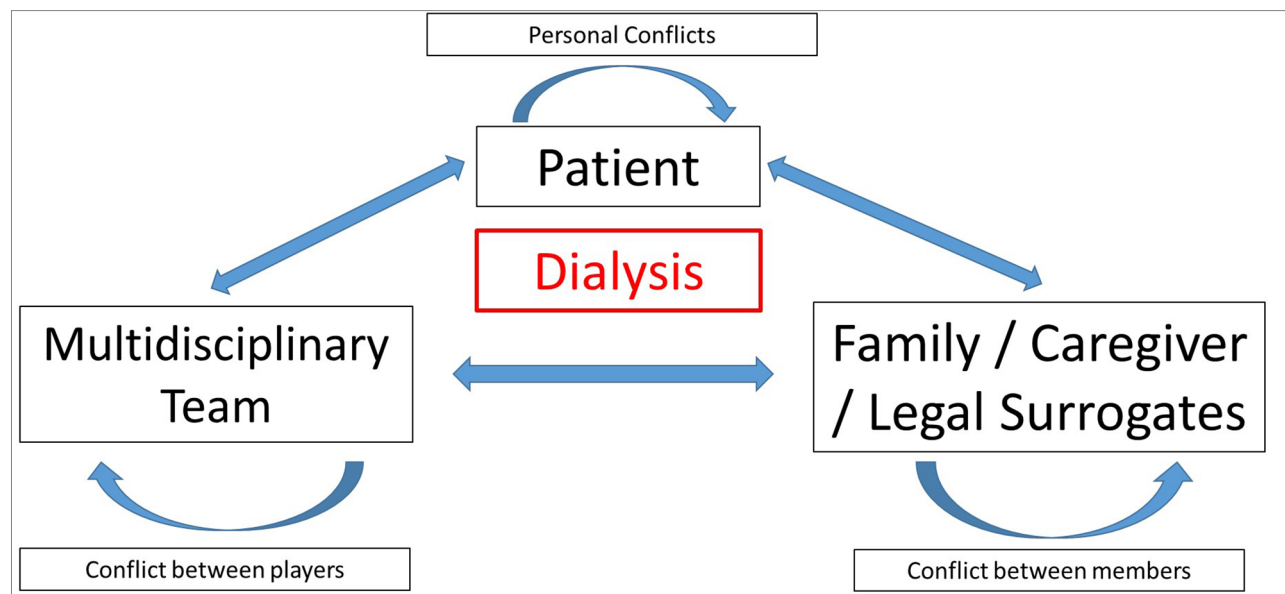 Personal Conflicts
Patient
Dialysis
Multidisciplinary
Team
Family / Caregiver
/ Legal Surrogates
Conflict between players
Conflict between members